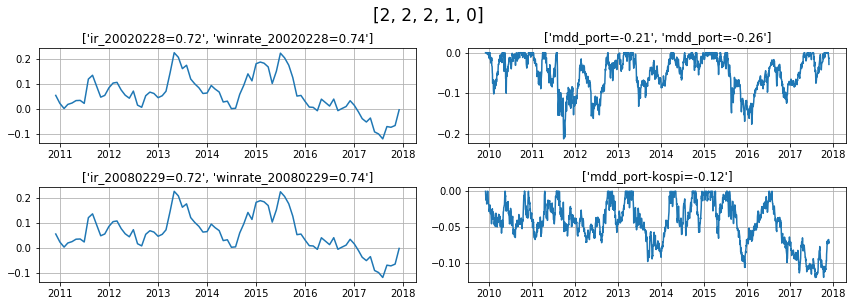 [2, 2, 2, 1, 0]
['ir_20020228=0.72', 'winrate_20020228=0.74']
0.2
0.1
0.0
−0.1
2011 2012 2013 2014 2015 2016 2017 2018
['mdd_port=-0.21', 'mdd_port=-0.26']
0.0
−0.1
−0.2
2010 2011 2012 2013 2014 2015 2016 2017 2018
['ir_20080229=0.72', 'winrate_20080229=0.74']
0.2
0.1
0.0
−0.1
2011 2012 2013 2014 2015 2016 2017 2018
['mdd_port-kospi=-0.12']
0.00
−0.05
−0.10
2010 2011 2012 2013 2014 2015 2016 2017 2018